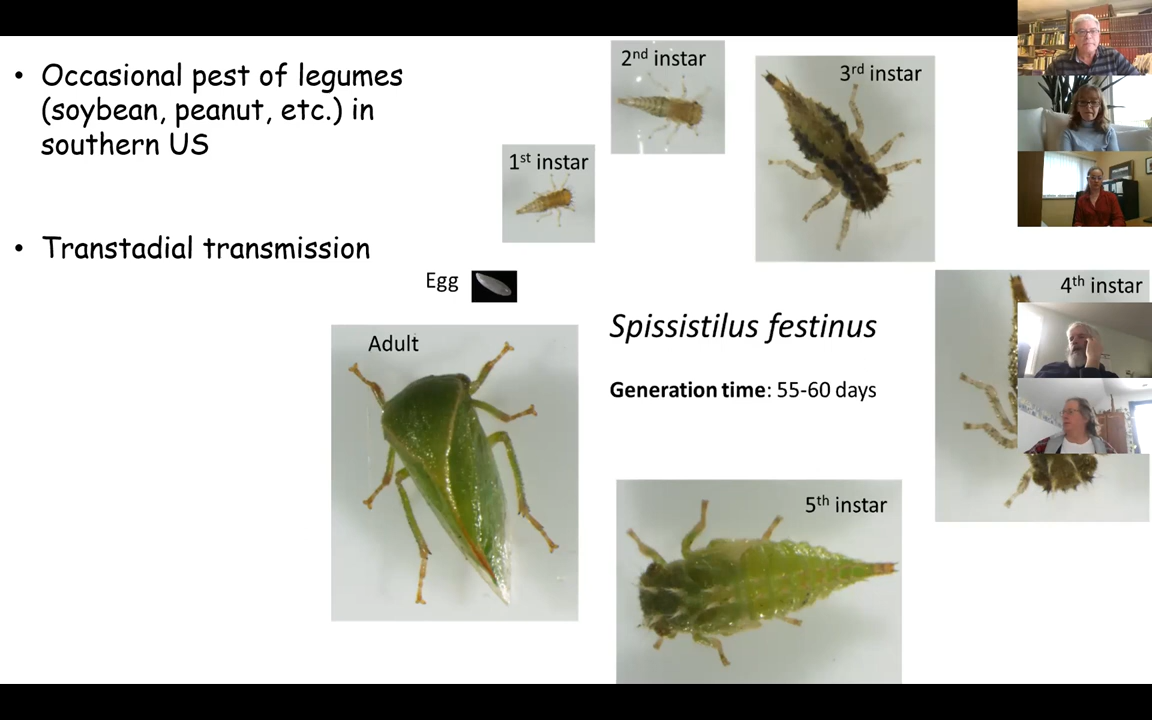 • Occasional pest of legumes
(soybean, peanut, etc.) in
southern US
• Transtadial transmission
Egg
1st instar
2nd instar
3rd instar
4th instar
5th instar
Adult
Spissistilus festinus
Generation time: 55-60 days